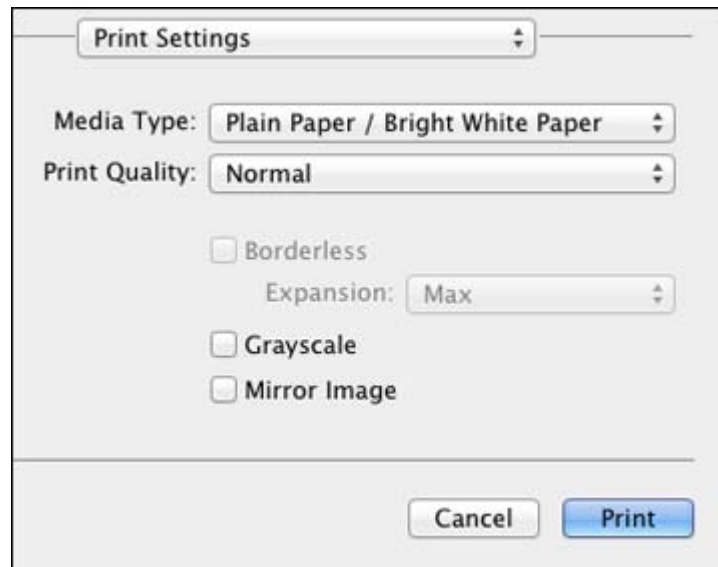 Print Settings
Media Type: Plain Paper / Bright White Paper
Print Quality: Normal
Borderless
Expansion: Max
Grayscale
Mirror Image
Cancel Print